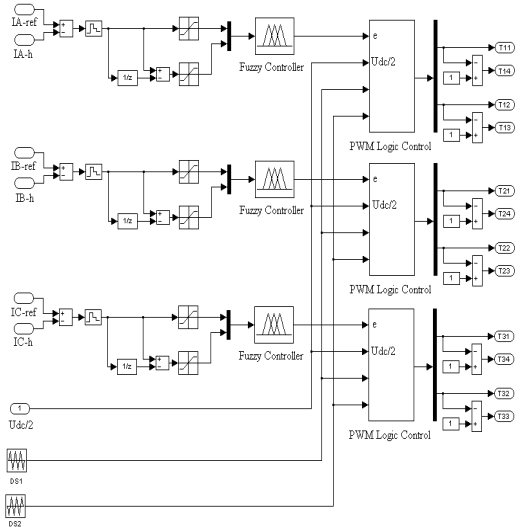 IA-ref
IA-h
1/z
Fuzzy Controller
e
Udc/2
PWM Logic Control
1
1
T11
T14
T12
T13
IB-ref
IB-h
1/z
Fuzzy Controller
e
Udc/2
PWM Logic Control
1
1
T21
T24
T22
T23
IC-ref
IC-h
1/z
Fuzzy Controller
e
Udc/2
PWM Logic Control
1
1
T31
T34
T32
T33
1
Udc/2
DS1
DS2